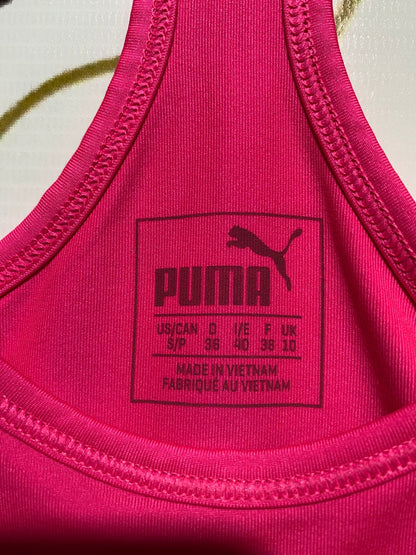 PUMA
US/CAN D I/E F UK
S/P 36 40 38 10
MADE IN VIETNAM
FABRIQUÉ AU VIETNAM